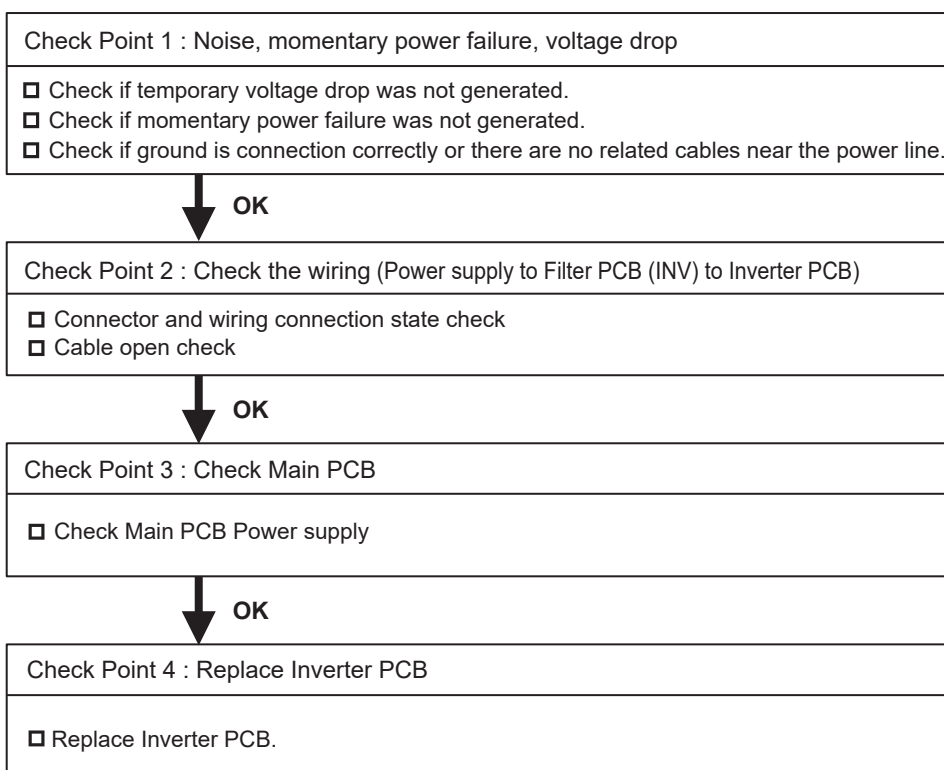 Check Point 1 : Noise, momentary power failure, voltage drop
Check if temporary voltage drop was not generated.
Check if momentary power failure was not generated.
Check if ground is connection correctly or there are no related cables near the power line.
OK
Check Point 2 : Check the wiring (Power supply to Filter PCB (INV) to Inverter PCB)
Connector and wiring connection state check
Cable open check
OK
Check Point 3 : Check Main PCB
Check Main PCB Power supply
OK
Check Point 4 : Replace Inverter PCB
Replace Inverter PCB.